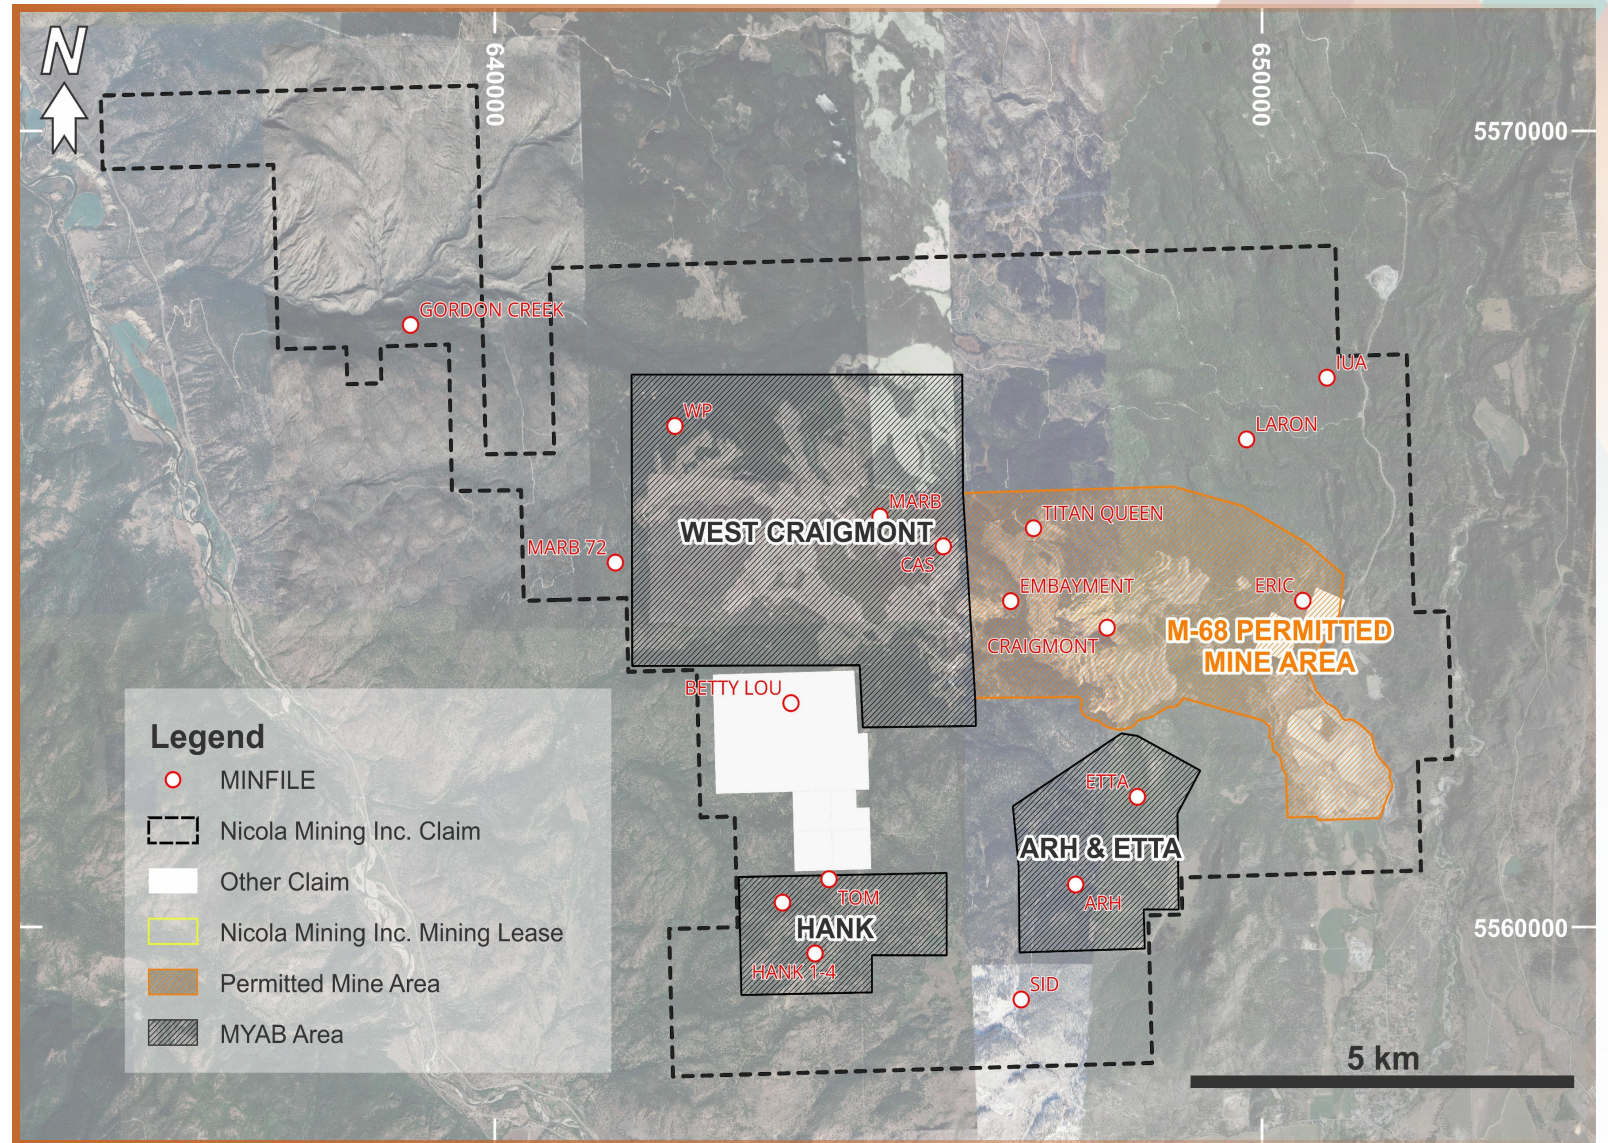 N
640000
650000
5570000
GORDON CREEK
IUA
WP
LARON
MARB
TITAN QUEEN
WEST CRAIGMONT
MARB 72
CAS
EMBAYMENT
ERIC
CRAIGMONT
M-68 PERMITTED
MINE AREA
BETTY LOU
ETTA
ARH & ETTA
TOM
ARH
HANK
5560000
HANK 1-4
SID
5 km
Legend
MINFILE
Nicola Mining Inc. Claim
Other Claim
Nicola Mining Inc. Mining Lease
Permitted Mine Area
MYAB Area